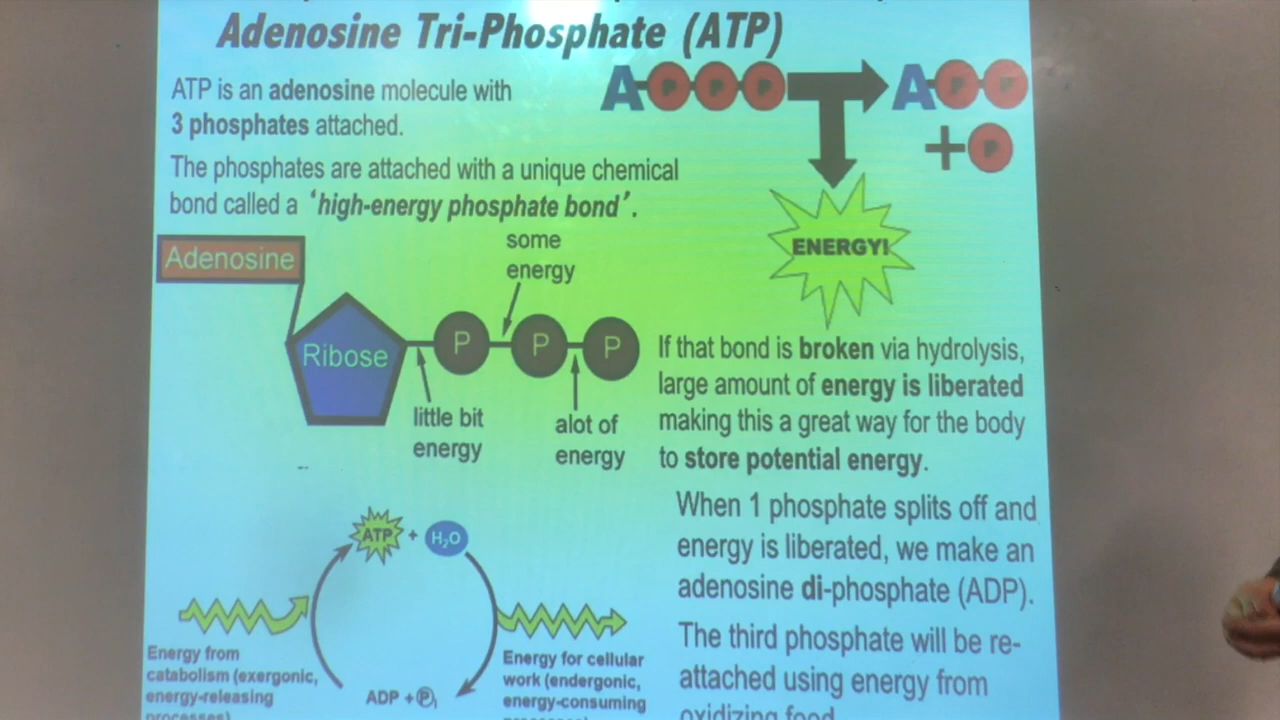 Adenosine Tri-Phosphate (ATP)
ATP is an adenosine molecule with
3 phosphates attached.
The phosphates are attached with a unique chemical
bond called a 'high-energy phosphate bond'.
A P P P
A P P
+ P
ENERGY!
Adenosine
Ribose
P P P
some
energy
little bit
energy
alot of
energy
If that bond is broken via hydrolysis,
large amount of energy is liberated
making this a great way for the body
to store potential energy.
When 1 phosphate splits off and
energy is liberated, we make an
adenosine di-phosphate (ADP).
The third phosphate will be re-
attached using energy from
oxidizing food
ATP + H₂O
Energy from
catabolism (exergonic,
energy-releasing
processes)
ADP + Pᵢ
Energy for cellular
work (endergonic,
energy-consuming